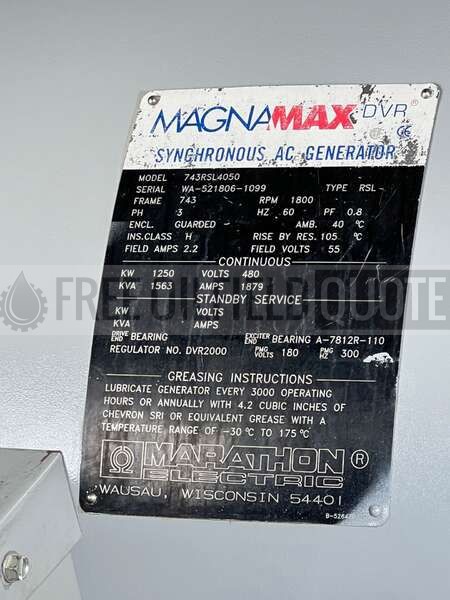 MAGNAMAX DVR®
SYNCHRONOUS AC GENERATOR
MODEL 743RSL4050
SERIAL WA-521806-1099 TYPE RSL-
FRAME 743 RPM 1800
PH 3 HZ 60 PF 0.8
ENCL. GUARDED - AMB. 40 °C
INS.CLASS H RISE BY RES. 105 °C
FIELD AMPS 2.2 FIELD VOLTS 55
CONTINUOUS
KW 1250 VOLTS 480
KVA 1563 AMPS 1879
FREE OILFIELD QUOTE
STANDBY SERVICE
KW VOLTS
KVA AMPS
DRIVE END BEARING EXCITER END BEARING A-7812R-110
REGULATOR NO. DVR2000 PMG VOLTS 180 PMG HZ 300
GREASING INSTRUCTIONS
LUBRICATE GENERATOR EVERY 3000 OPERATING
HOURS OR ANNUALLY WITH 4.2 CUBIC INCHES OF
CHEVRON SRI OR EQUIVALENT GREASE WITH A
TEMPERATURE RANGE OF -30°C TO 175°C
MARATHON ®
ELECTRIC
WAUSAU, WISCONSIN 54401